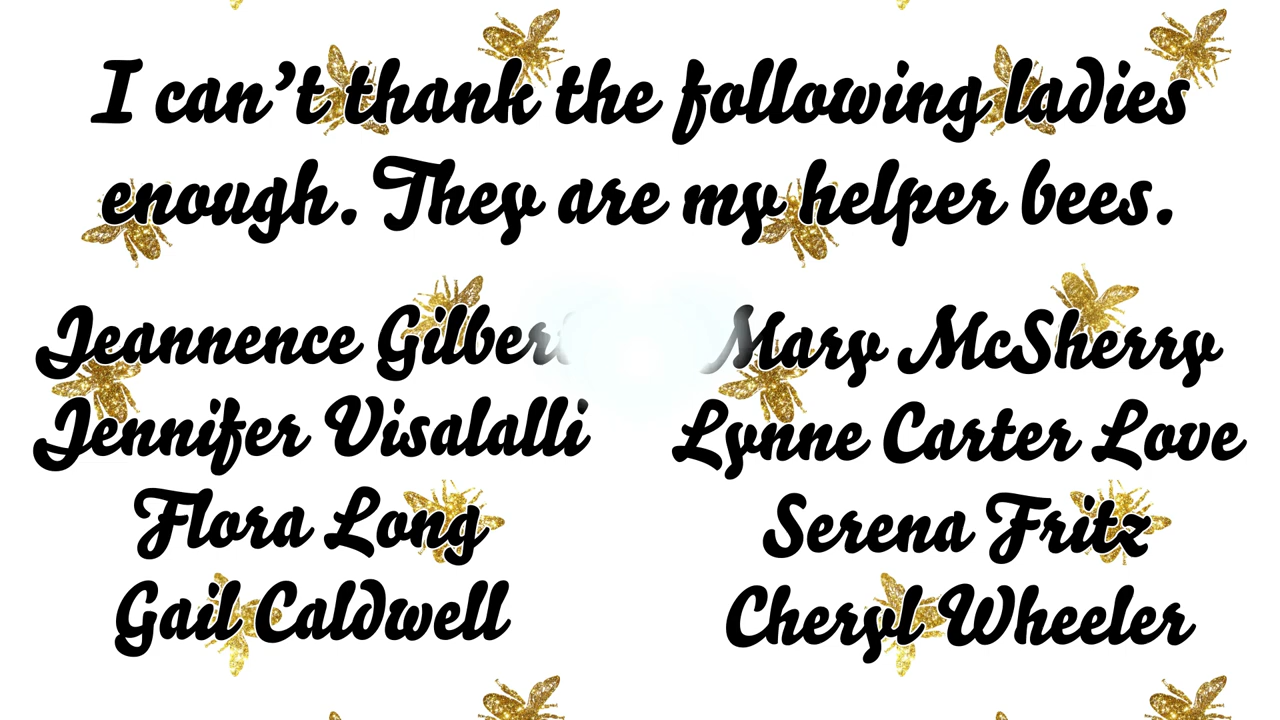 I can’t thank the following ladies
enough. They are my helper bees.
Jeannence Gilbert
Jennifer Visalalli
Flora Long
Gail Caldwell
Mary McSherry
Lynne Carter Love
Serena Fritz
Cheryl Wheeler